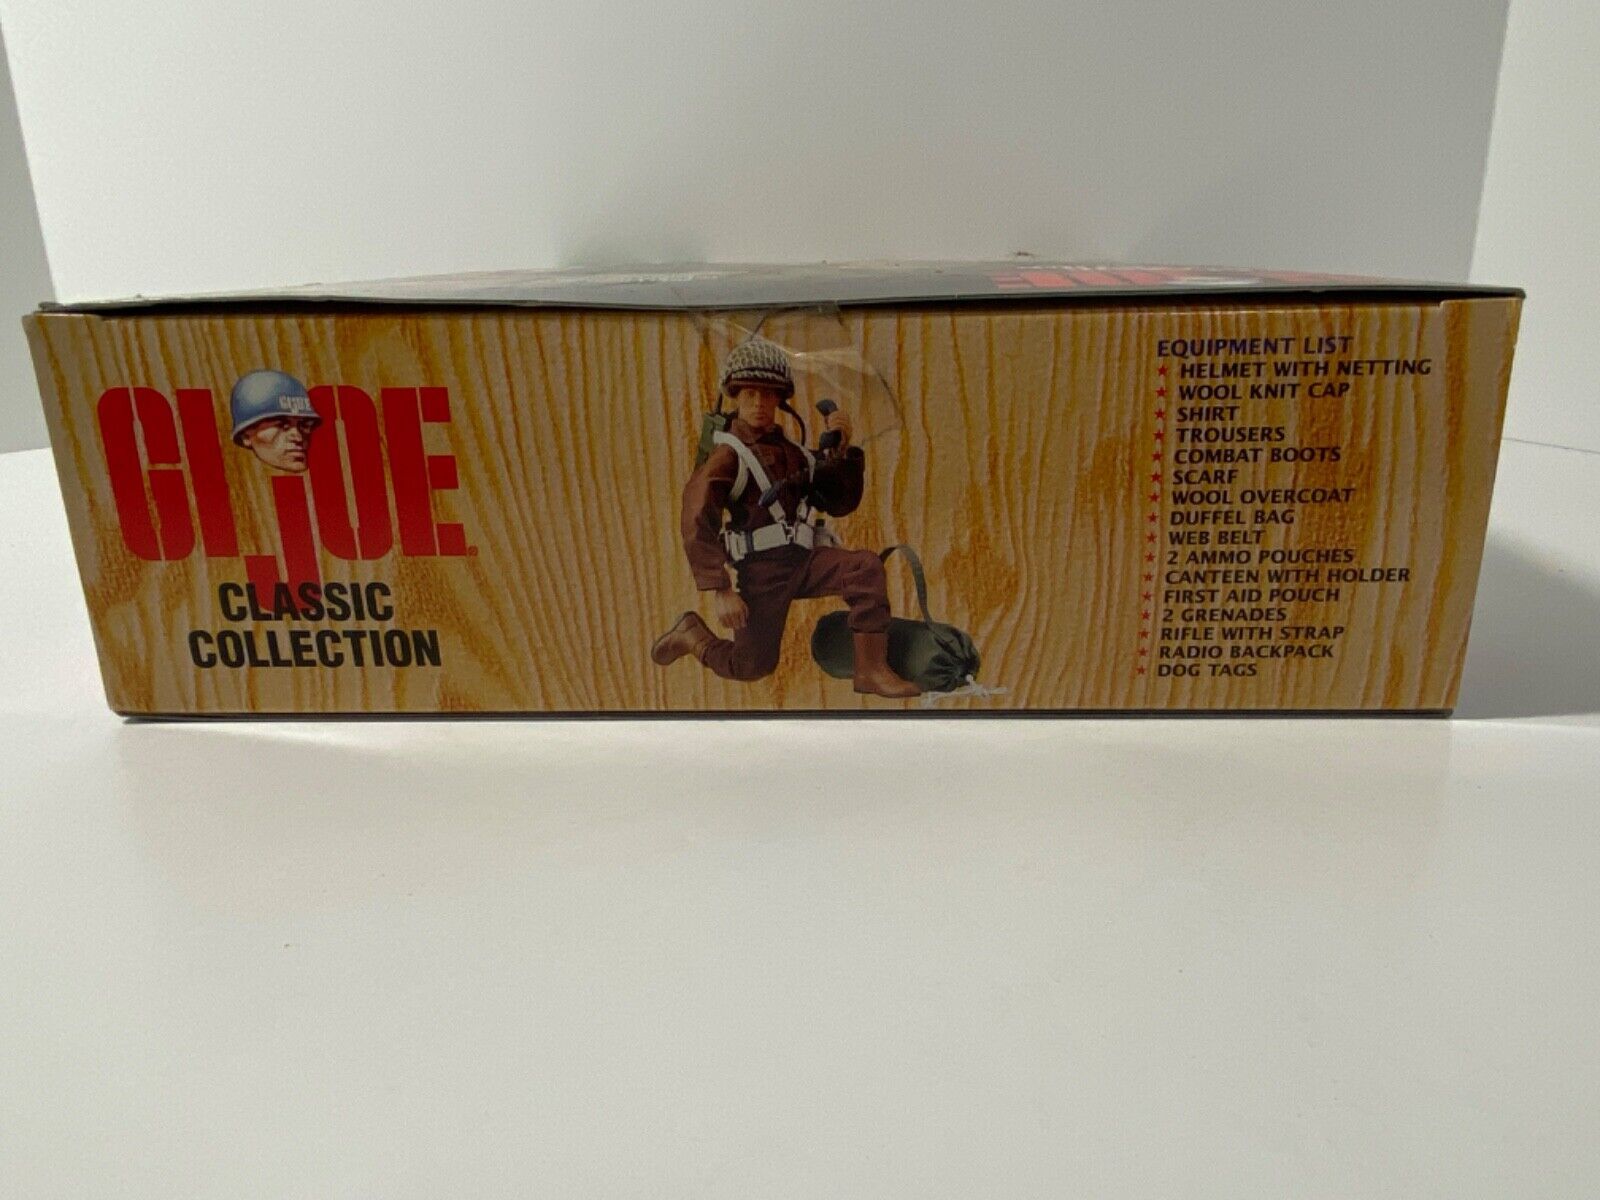 GI JOE
®
CLASSIC
COLLECTION
EQUIPMENT LIST
★ HELMET WITH NETTING
★ WOOL KNIT CAP
★ SHIRT
★ TROUSERS
★ COMBAT BOOTS
★ SCARF
★ WOOL OVERCOAT
★ DUFFEL BAG
★ WEB BELT
★ 2 AMMO POUCHES
★ CANTEEN WITH HOLDER
★ FIRST AID POUCH
★ 2 GRENADES
★ RIFLE WITH STRAP
★ RADIO BACKPACK
★ DOG TAGS